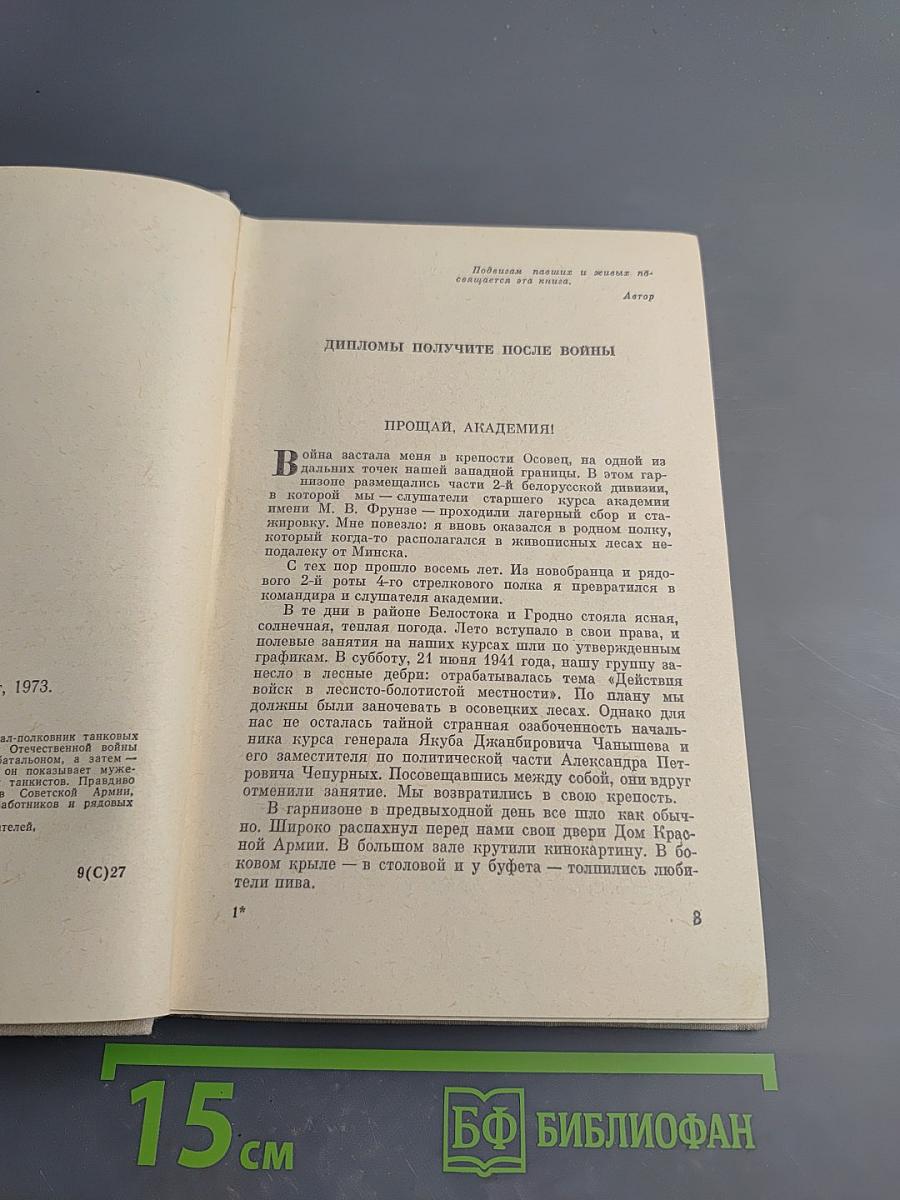 т, 1973.
ал-полковник танковых
Отечественной войны
батальоном, а затем —
он показывает муже-
танкистов. Правдиво
в Советской Армии,
аботников и рядовых
ателей,
9(С)27
Подвигам павших и живых по-
свящается эта книга.
Автор
ДИПЛОМЫ ПОЛУЧИТЕ ПОСЛЕ ВОЙНЫ
ПРОЩАЙ, АКАДЕМИЯ!
Война застала меня в крепости Осовец, на одной из
дальних точек нашей западной границы. В этом гар-
низоне размещались части 2-й белорусской дивизии,
в которой мы — слушатели старшего курса академии
имени М. В. Фрунзе — проходили лагерный сбор и ста-
жировку. Мне повезло: я вновь оказался в родном полку,
который когда-то располагался в живописных лесах не-
подалеку от Минска.
С тех пор прошло восемь лет. Из новобранца и рядо-
вого 2-й роты 4-го стрелкового полка я превратился в
командира и слушателя академии.
В те дни в районе Белостока и Гродно стояла ясная,
солнечная, теплая погода. Лето вступало в свои права, и
полевые занятия на наших курсах шли по утвержденным
графикам. В субботу, 21 июня 1941 года, нашу группу за-
несло в лесные дебри: отрабатывалась тема «Действия
войск в лесисто-болотистой местности». По плану мы
должны были заночевать в осовецких лесах. Однако для
нас не осталась тайной странная озабоченность началь-
ника курса генерала Якуба Джанбировича Чанышева и
его заместителя по политической части Александра Пет-
ровича Чепурных. Посовещавшись между собой, они вдруг
отменили занятие. Мы возвратились в свою крепость.
В гарнизоне в предвыходной день все шло как обыч-
но. Широко распахнул перед нами свои двери Дом Крас-
ной Армии. В большом зале крутили кинокартину. В бо-
ковом крыле — в столовой и у буфета — толпились люби-
тели пива.
1*
3
15 см
БФ БИБЛИОФАН